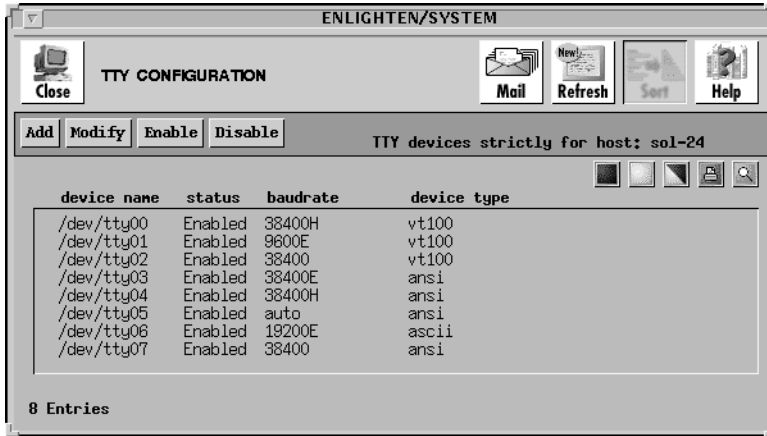 ENLIGHTEN/SYSTEM
Close
TTY CONFIGURATION
Mail
New!
Refresh
Sort
Help
Add Modify Enable Disable
TTY devices strictly for host: sol-24
device name status baudrate device type
/dev/tty00 Enabled 38400H vt100
/dev/tty01 Enabled 9600E vt100
/dev/tty02 Enabled 38400 vt100
/dev/tty03 Enabled 38400E ansi
/dev/tty04 Enabled 38400H ansi
/dev/tty05 Enabled auto ansi
/dev/tty06 Enabled 19200E ascii
/dev/tty07 Enabled 38400 ansi
8 Entries